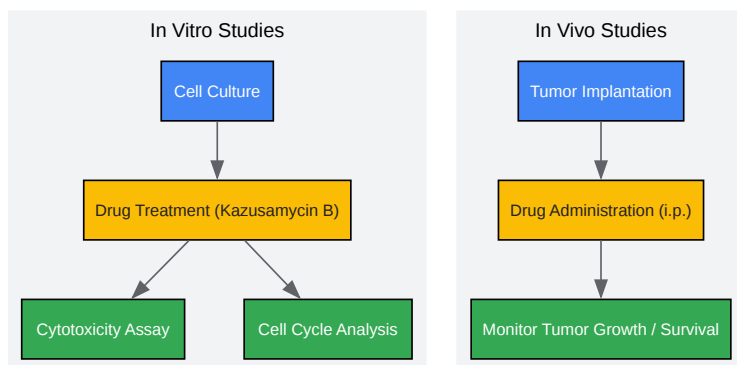 In Vitro Studies
Cell Culture
Drug Treatment (Kazusamycin B)
Cytotoxicity Assay
Cell Cycle Analysis
In Vivo Studies
Tumor Implantation
Drug Administration (i.p.)
Monitor Tumor Growth / Survival